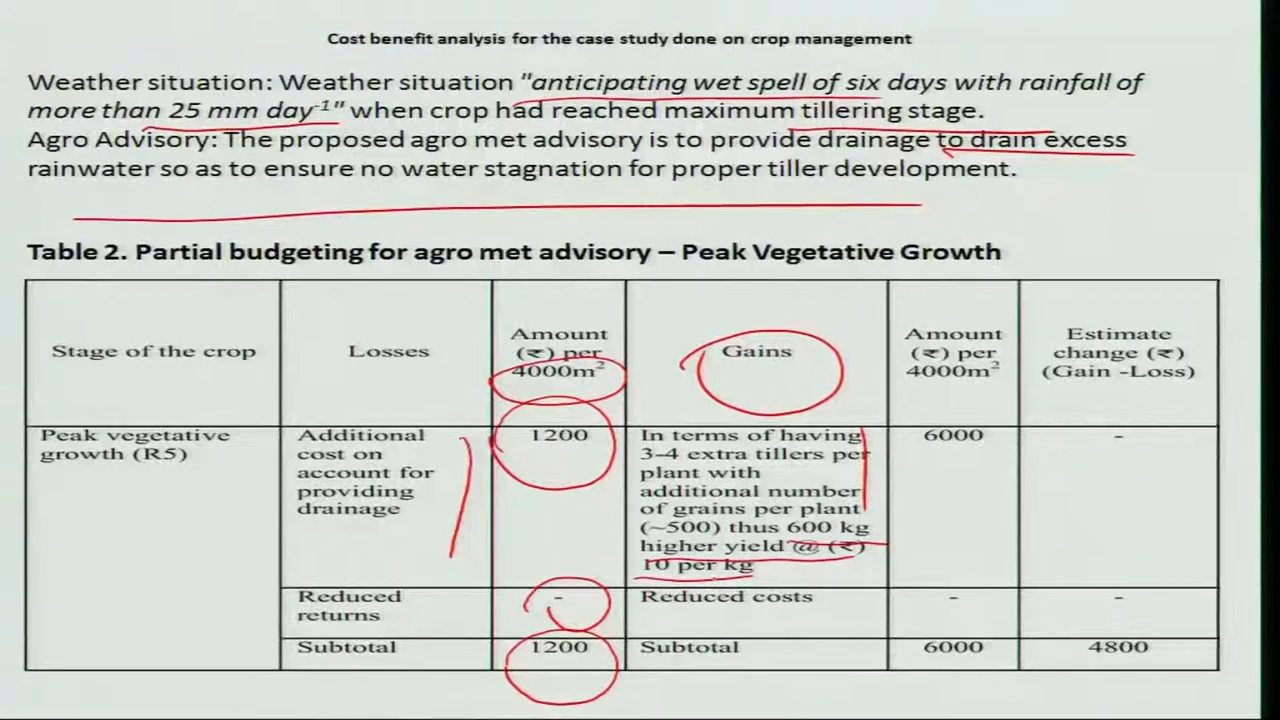 Cost benefit analysis for the case study done on crop management
Weather situation: Weather situation "anticipating wet spell of six days with rainfall of
more than 25 mm day⁻¹" when crop had reached maximum tillering stage.
Agro Advisory: The proposed agro met advisory is to provide drainage to drain excess
rainwater so as to ensure no water stagnation for proper tiller development.
Table 2. Partial budgeting for agro met advisory – Peak Vegetative Growth
Stage of the crop
Losses
Amount
(₹) per
4000m²
Gains
Amount
(₹) per
4000m²
Estimate
change (₹)
(Gain -Loss)
Peak vegetative
growth (R5)
Additional
cost on
account for
providing
drainage
1200
In terms of having
3-4 extra tillers per
plant with
additional number
of grains per plant
(~500) thus 600 kg
higher yield @ (₹)
10 per kg
6000
-
Reduced
returns
-
Reduced costs
-
-
Subtotal
1200
Subtotal
6000
4800